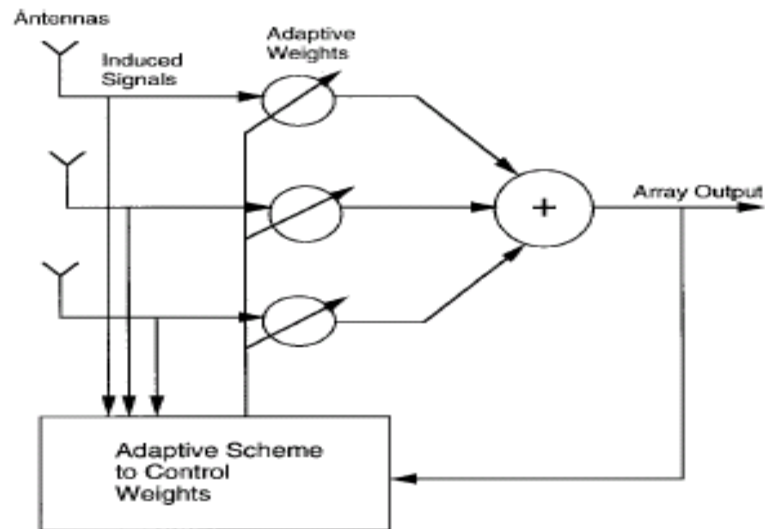 Antennas
Induced
Signals
Adaptive
Weights
+
Array Output
Adaptive Scheme
to Control
Weights